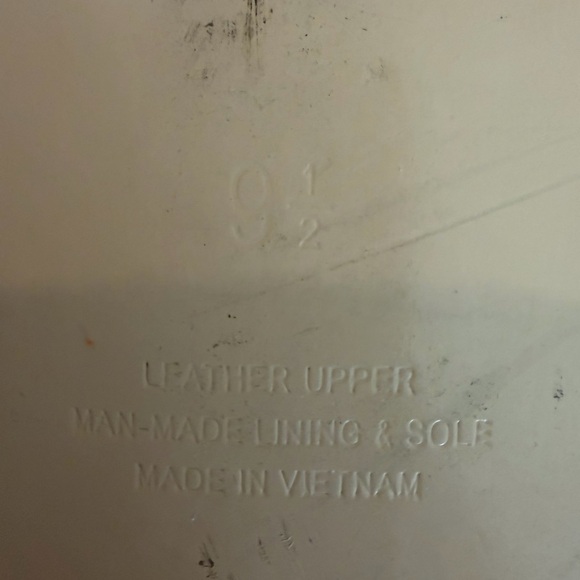 9 1/2
LEATHER UPPER
MAN-MADE LINING & SOLE
MADE IN VIETNAM